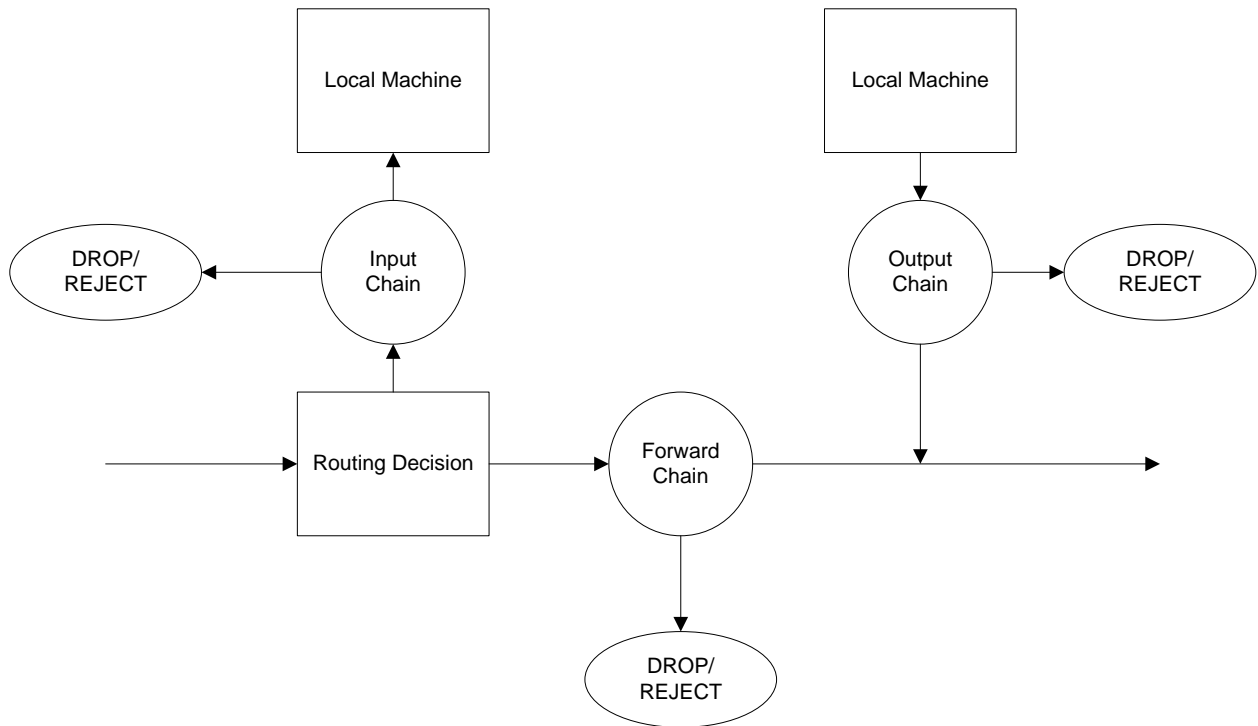 Local Machine
Local Machine
DROP/
REJECT
Input
Chain
Output
Chain
DROP/
REJECT
Routing Decision
Forward
Chain
DROP/
REJECT